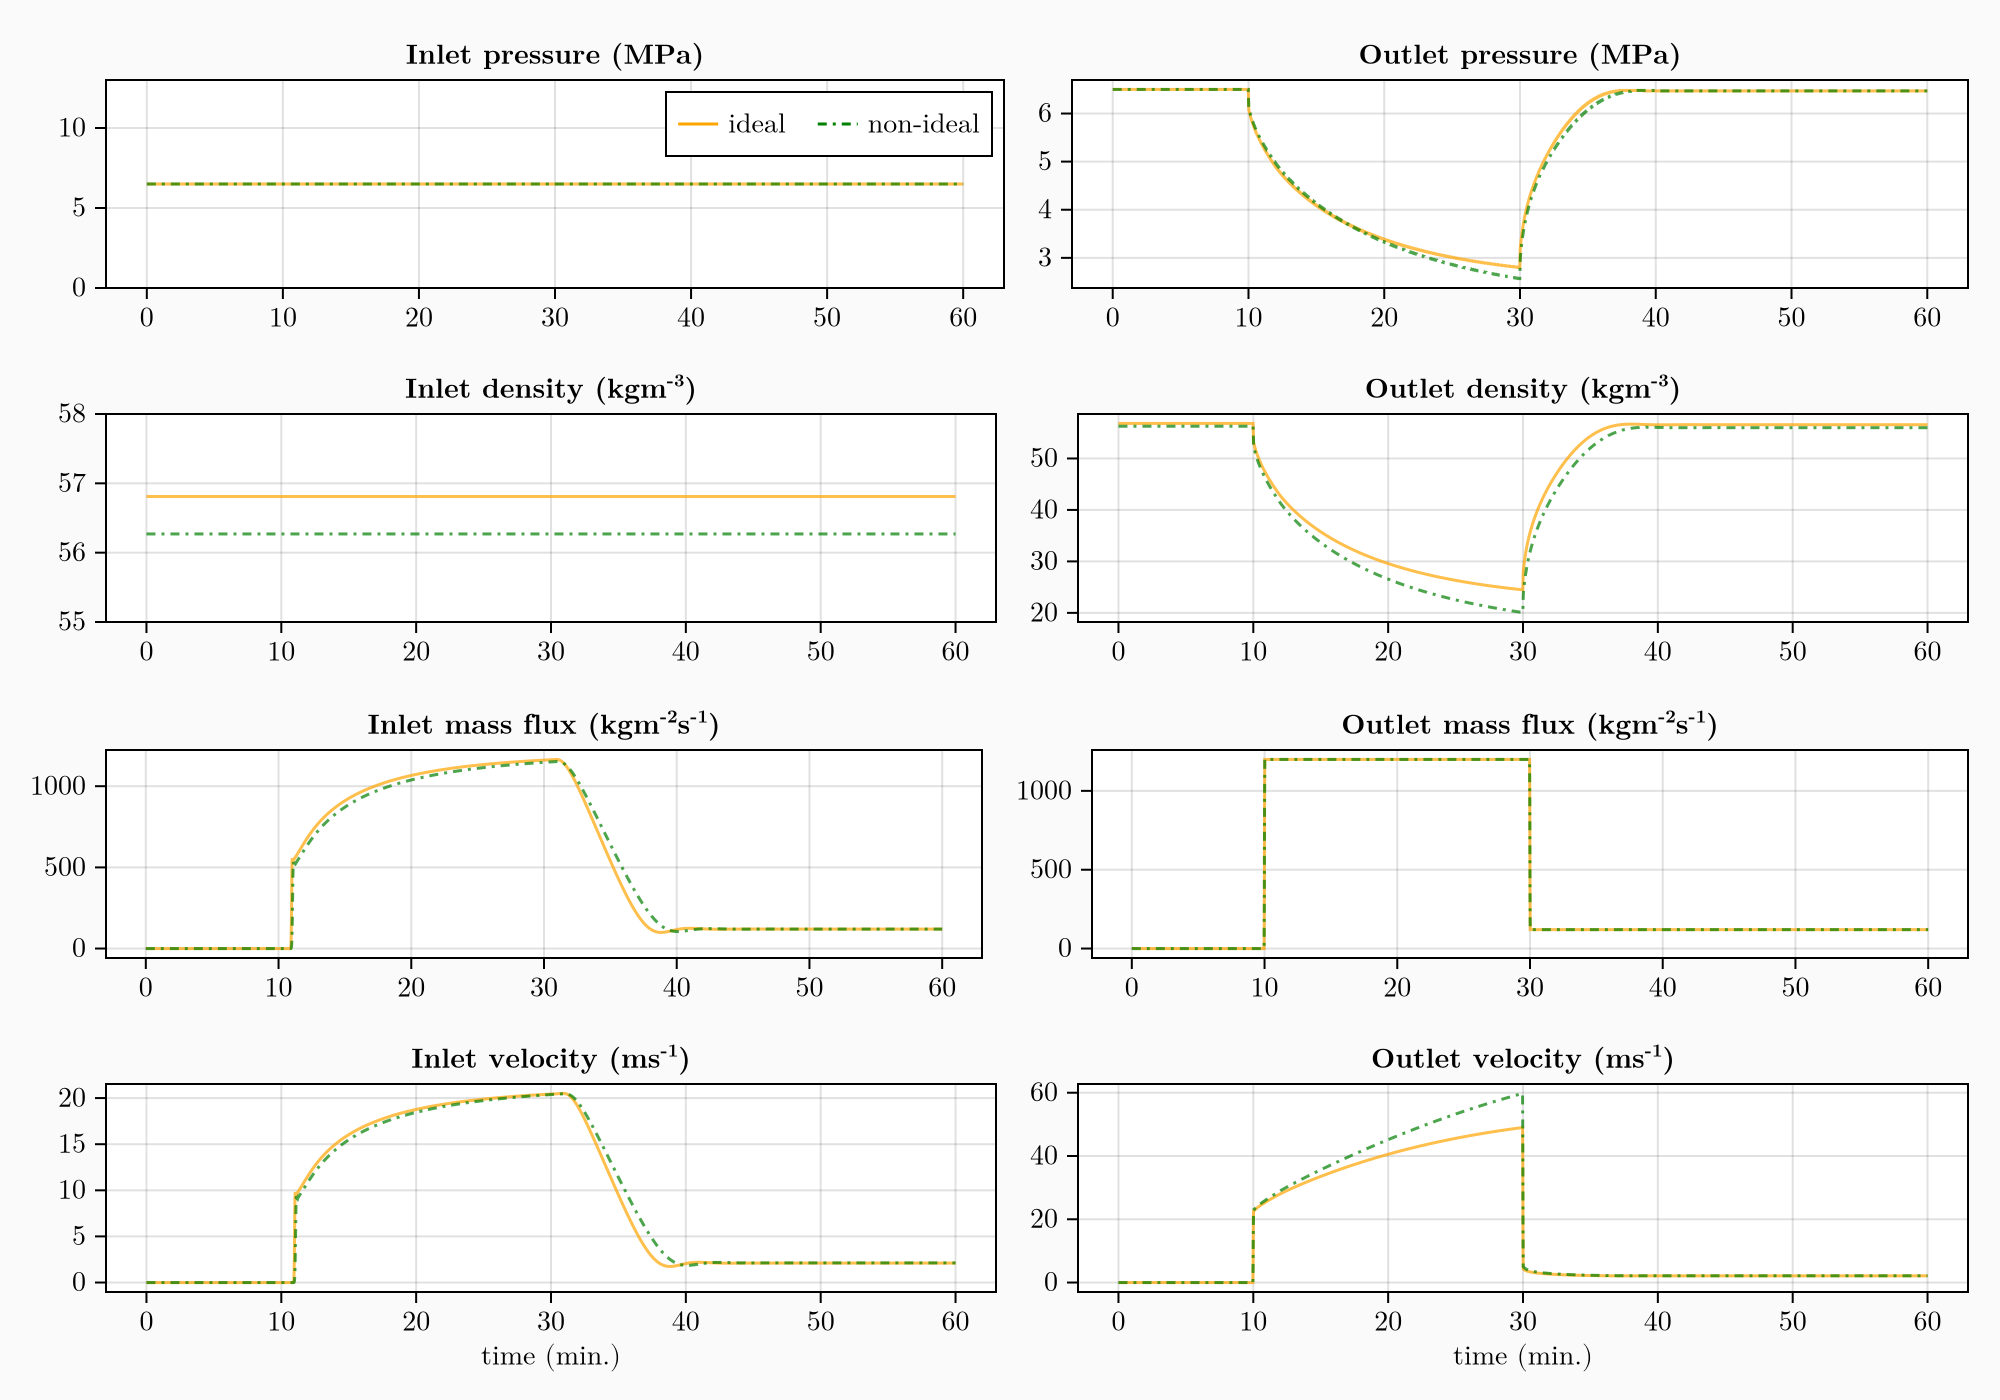 Inlet pressure (MPa)
10
5
0
ideal non-ideal
0 10 20 30 40 50 60
Outlet pressure (MPa)
6
5
4
3
0 10 20 30 40 50 60
Inlet density (kgm⁻³)
58
57
56
55
0 10 20 30 40 50 60
Outlet density (kgm⁻³)
50
40
30
20
0 10 20 30 40 50 60
Inlet mass flux (kgm⁻²s⁻¹)
1000
500
0
0 10 20 30 40 50 60
Outlet mass flux (kgm⁻²s⁻¹)
1000
500
0
0 10 20 30 40 50 60
Inlet velocity (ms⁻¹)
20
15
10
5
0
0 10 20 30 40 50 60
time (min.)
Outlet velocity (ms⁻¹)
60
40
20
0
0 10 20 30 40 50 60
time (min.)